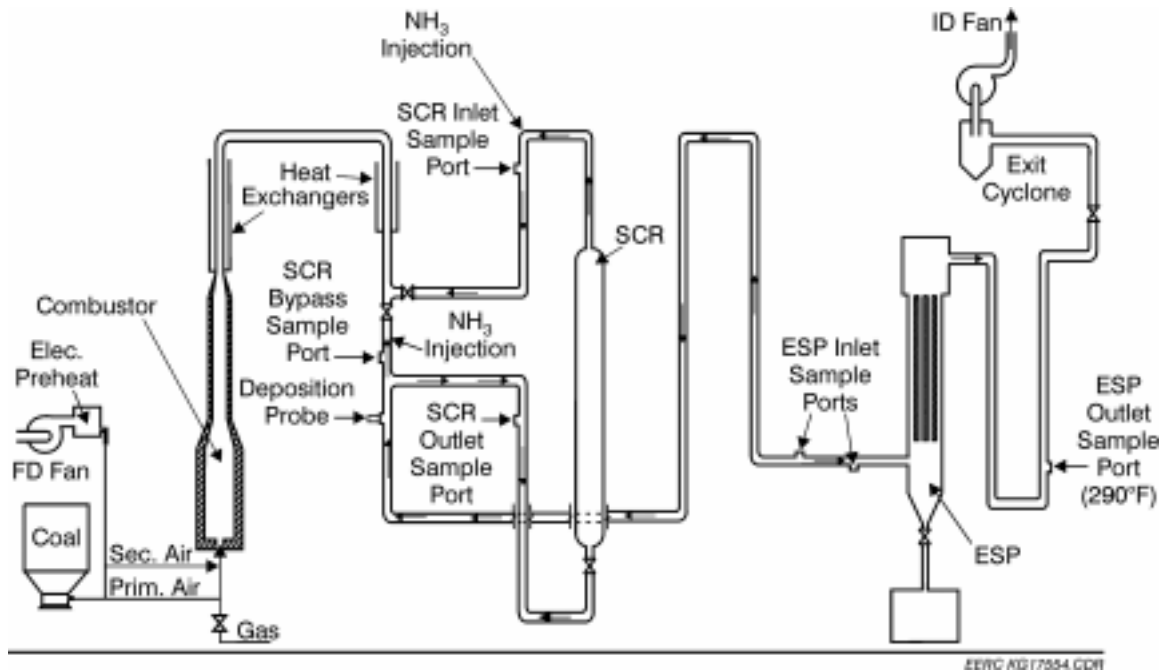 NH3
Injection
ID Fan
SCR Inlet
Sample
Port
Heat
Exchangers
Exit
Cyclone
SCR
SCR
Bypass
Sample
Port
Combustor
NH3
Injection
Elec.
Preheat
ESP Inlet
Sample
Ports
Deposition
Probe
SCR
Outlet
Sample
Port
ESP
Outlet
Sample
Port
(290°F)
FD Fan
Coal
Sec. Air
Prim. Air
ESP
Gas
EERC KG17554.CDR